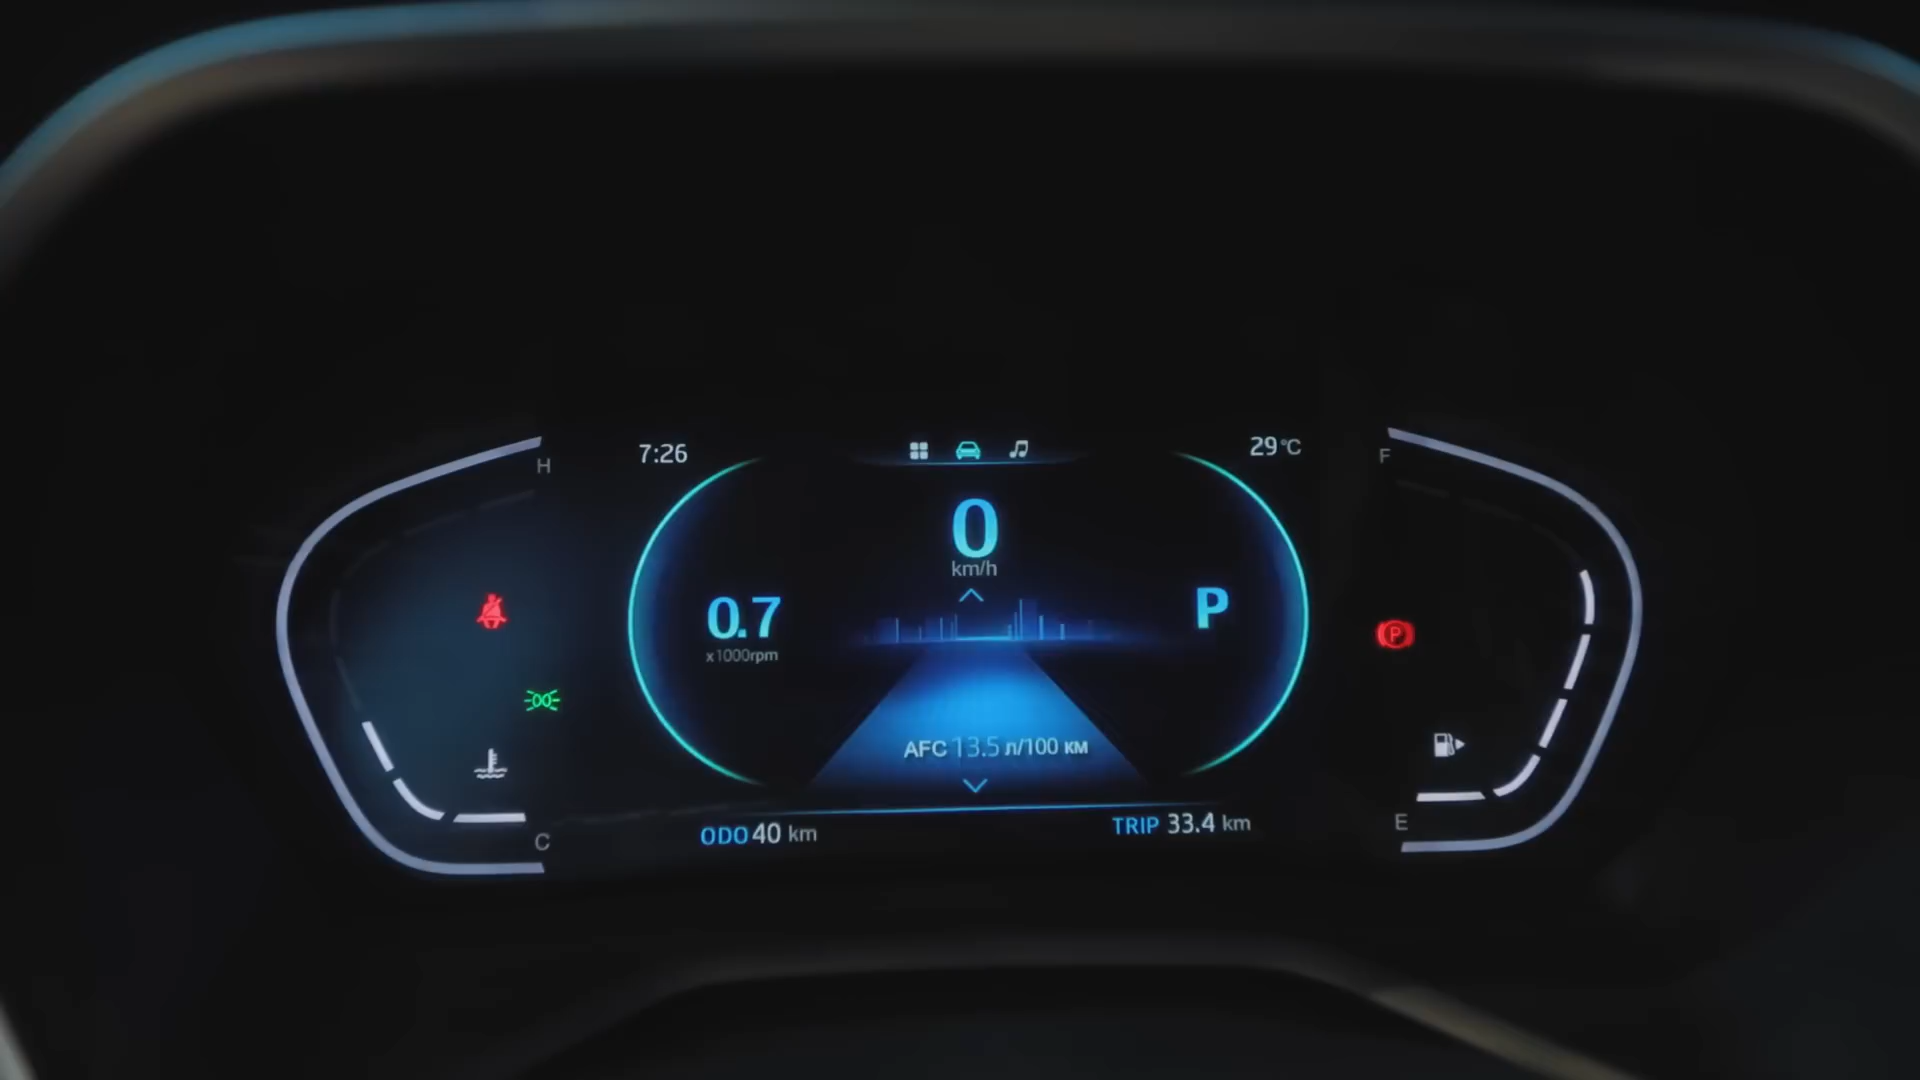 7:26
29°C
H
F
0
km/h
0.7
x1000rpm
P
P
AFC 13.5 л/100 км
C
E
ODO 40 km
TRIP 33.4 km